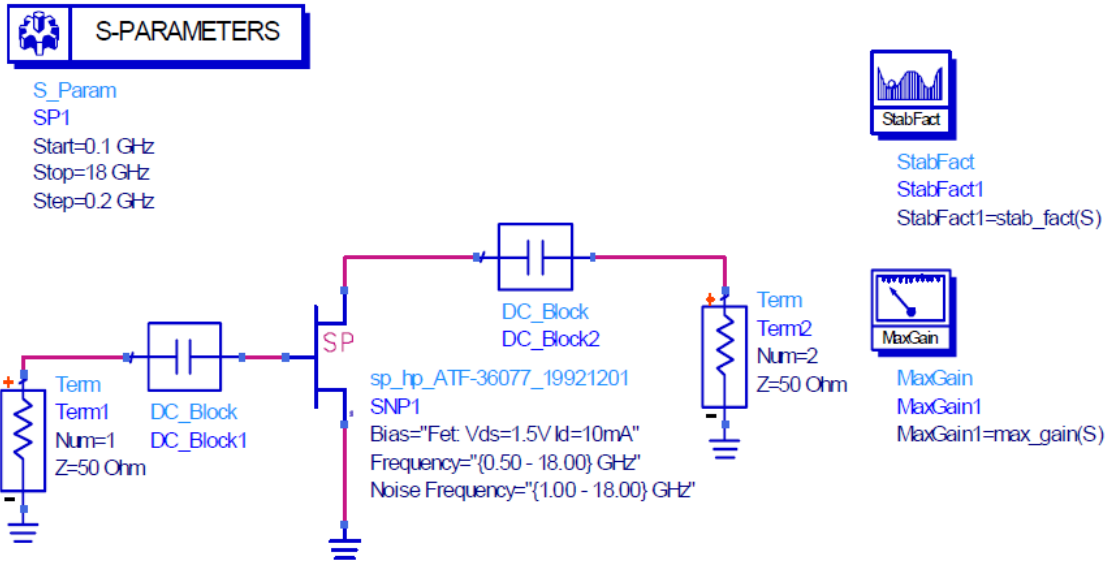 S-PARAMETERS
S_Param
SP1
Start=0.1 GHz
Stop=18 GHz
Step=0.2 GHz
StabFact
StabFact
StabFact1
StabFact1=stab_fact(S)
MaxGain
MaxGain
MaxGain1
MaxGain1=max_gain(S)
DC_Block
DC_Block2
Term
Term2
Num=2
Z=50 Ohm
SP
sp_hp_ATF-36077_19921201
SNP1
Bias="Fet: Vds=1.5V Id=10mA"
Frequency="{0.50 - 18.00} GHz"
Noise Frequency="{1.00 - 18.00} GHz"
Term
Term1
Num=1
Z=50 Ohm
DC_Block
DC_Block1